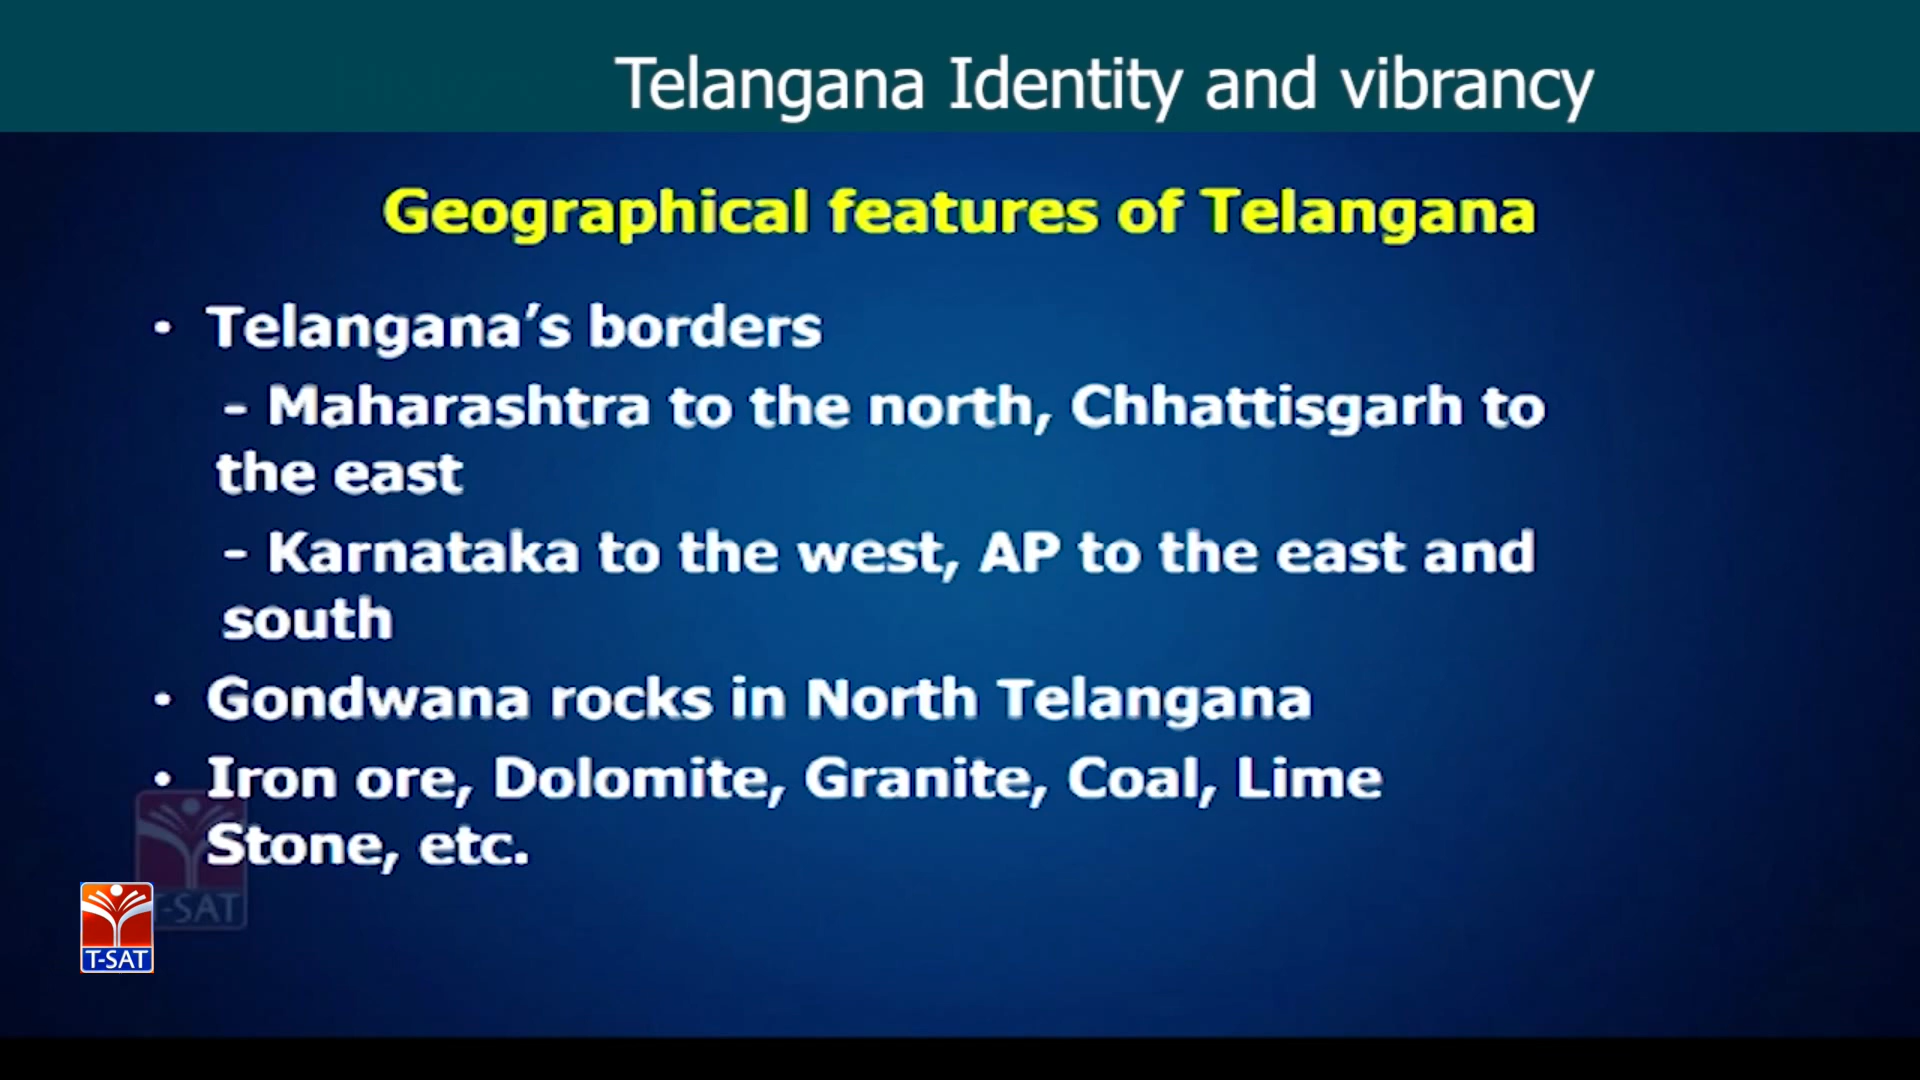 Telangana Identity and vibrancy
Geographical features of Telangana
• Telangana’s borders
– Maharashtra to the north, Chhattisgarh to
the east
– Karnataka to the west, AP to the east and
south
• Gondwana rocks in North Telangana
• Iron ore, Dolomite, Granite, Coal, Lime
Stone, etc.
T-SAT
T-SAT